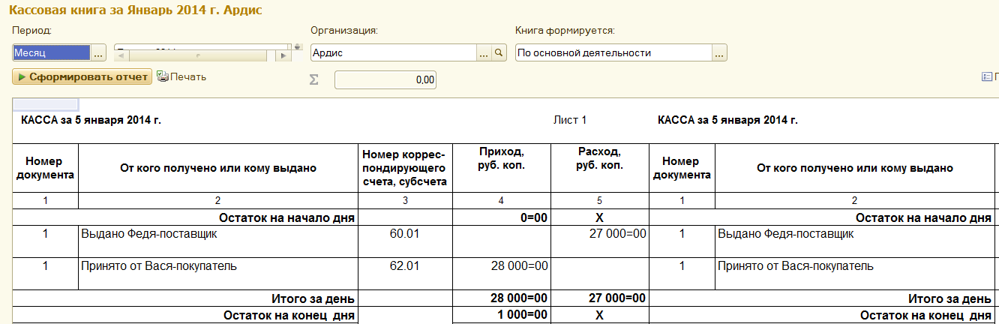 Кассовая книга за Январь 2014 г. Ардис
Период: Организация: Книга формируется:
Месяц ... Ардис ... По основной деятельности ...
Сформировать отчет Печать Σ 0,00
КАССА за 5 января 2014 г. Лист 1 КАССА за 5 января 2014 г.
Номер документа От кого получено или кому выдано Номер коррес-пондирующего счета, субсчета Приход, руб. коп. Расход, руб. коп. Номер документа От кого получено или кому выдано
1 2 3 4 5 1 2
Остаток на начало дня 0=00 X Остаток на начало дня
1 Выдано Федя-поставщик 60.01 27 000=00 1 Выдано Федя-поставщик
1 Принято от Вася-покупатель 62.01 28 000=00 1 Принято от Вася-покупатель
Итого за день 28 000=00 27 000=00 Итого за день
Остаток на конец дня 1 000=00 X Остаток на конец дня